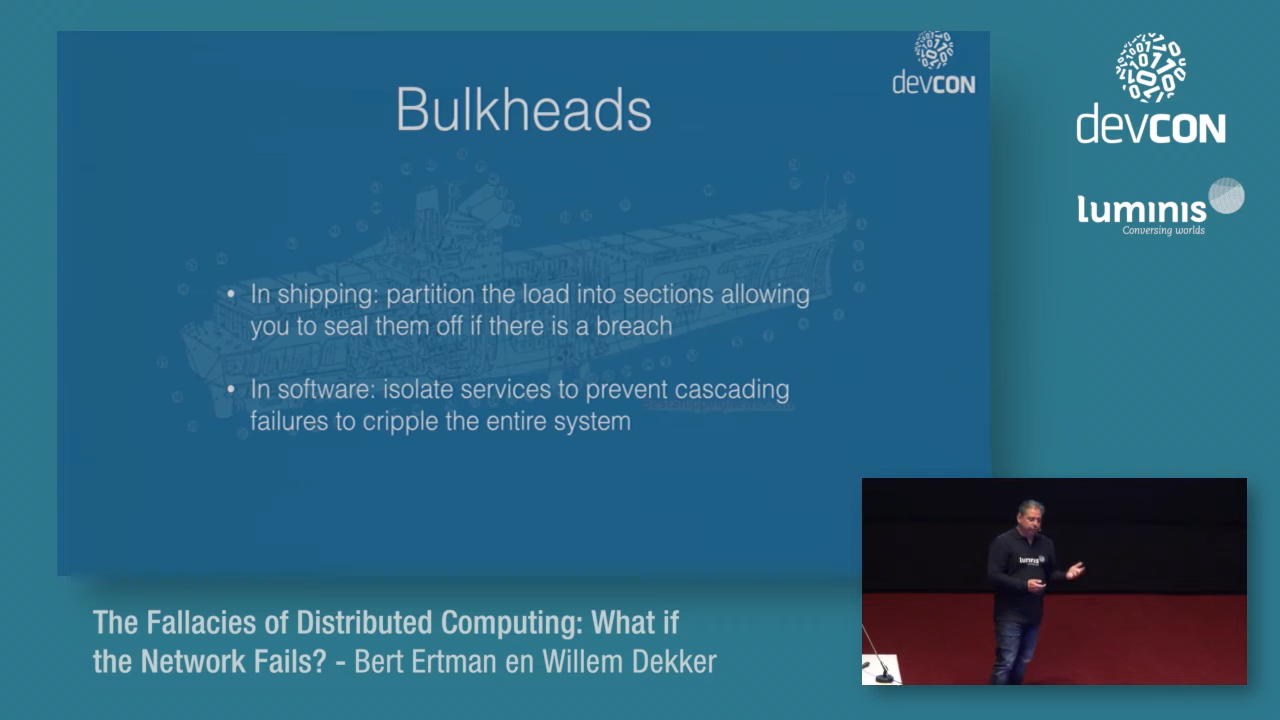 devcon
Bulkheads
• In shipping: partition the load into sections allowing
you to seal them off if there is a breach
• In software: isolate services to prevent cascading
failures to cripple the entire system
devcon
luminis
Conversing worlds
luminis
The Fallacies of Distributed Computing: What if
the Network Fails? - Bert Ertman en Willem Dekker